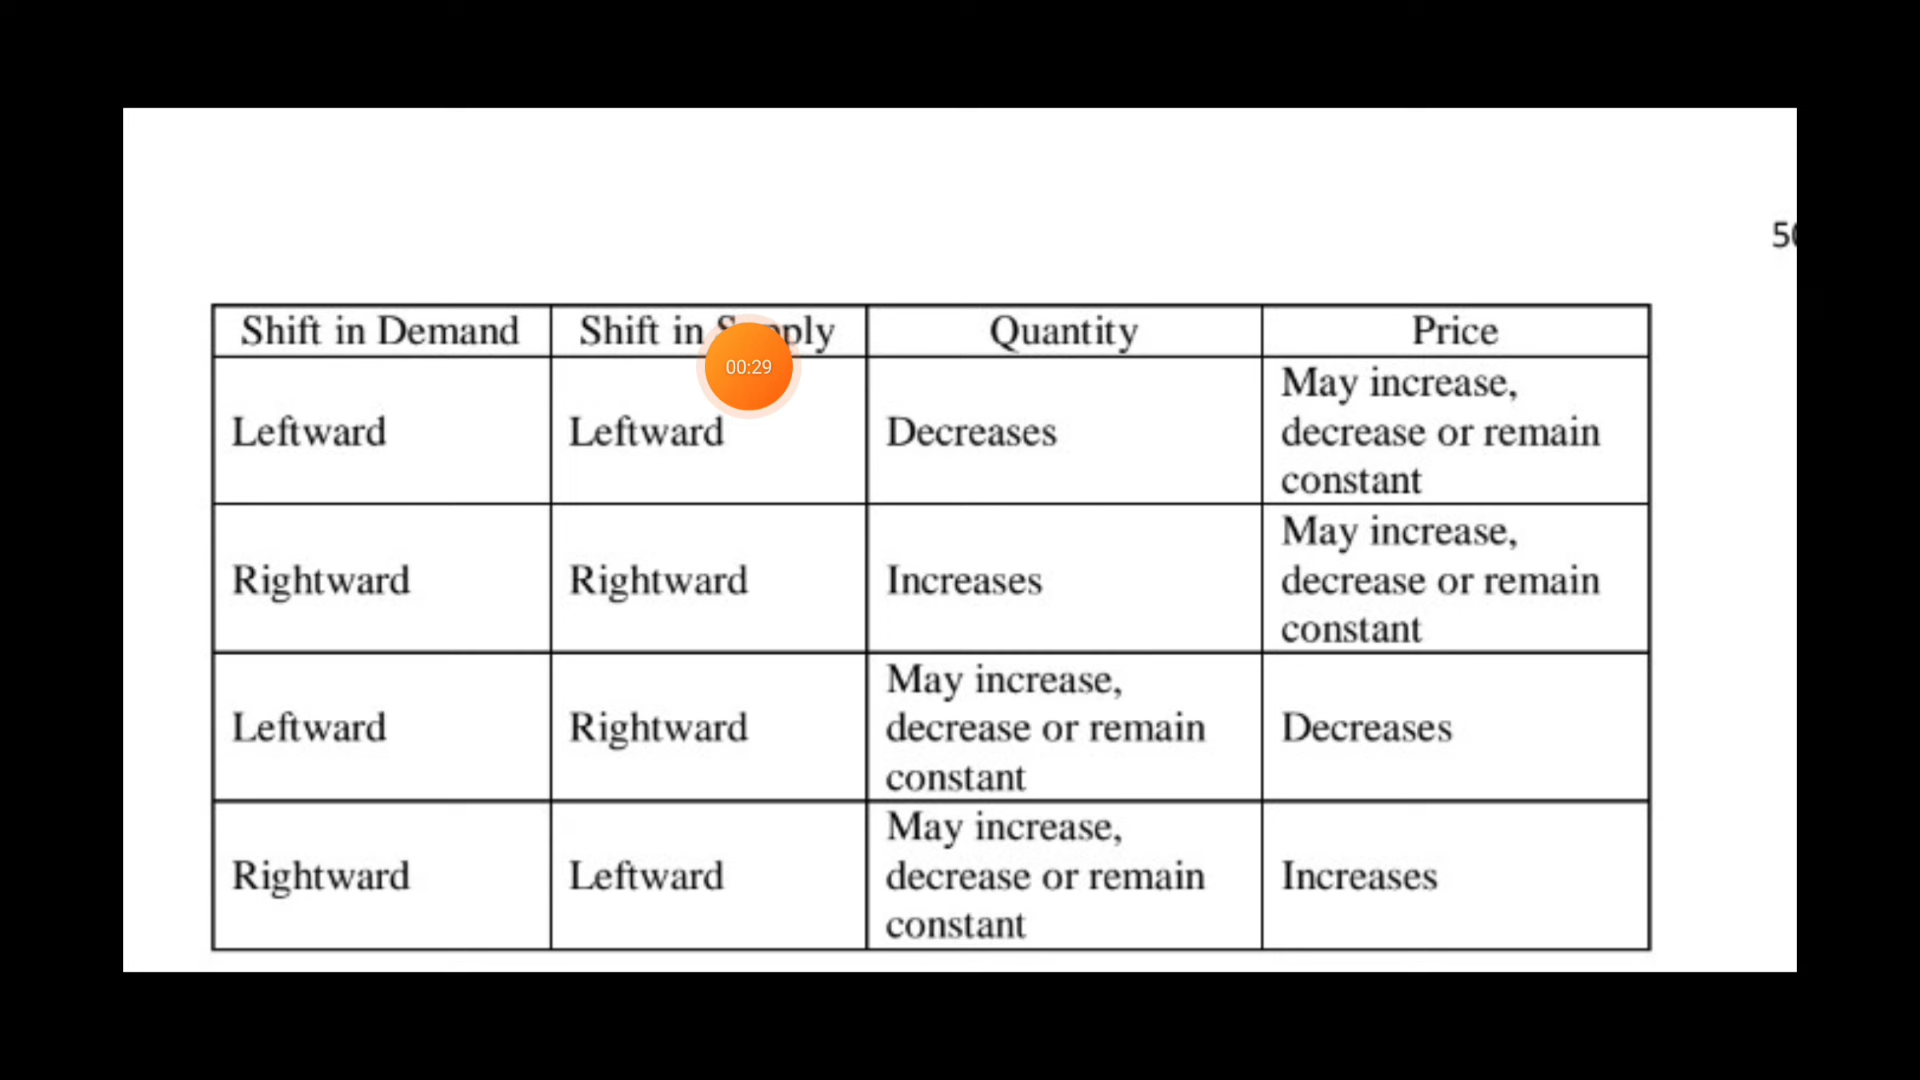 50
Shift in Demand Shift in Supply Quantity Price
00:29
Leftward Leftward Decreases May increase,
decrease or remain
constant
Rightward Rightward Increases May increase,
decrease or remain
constant
Leftward Rightward May increase,
decrease or remain
constant
Decreases
Rightward Leftward May increase,
decrease or remain
constant
Increases